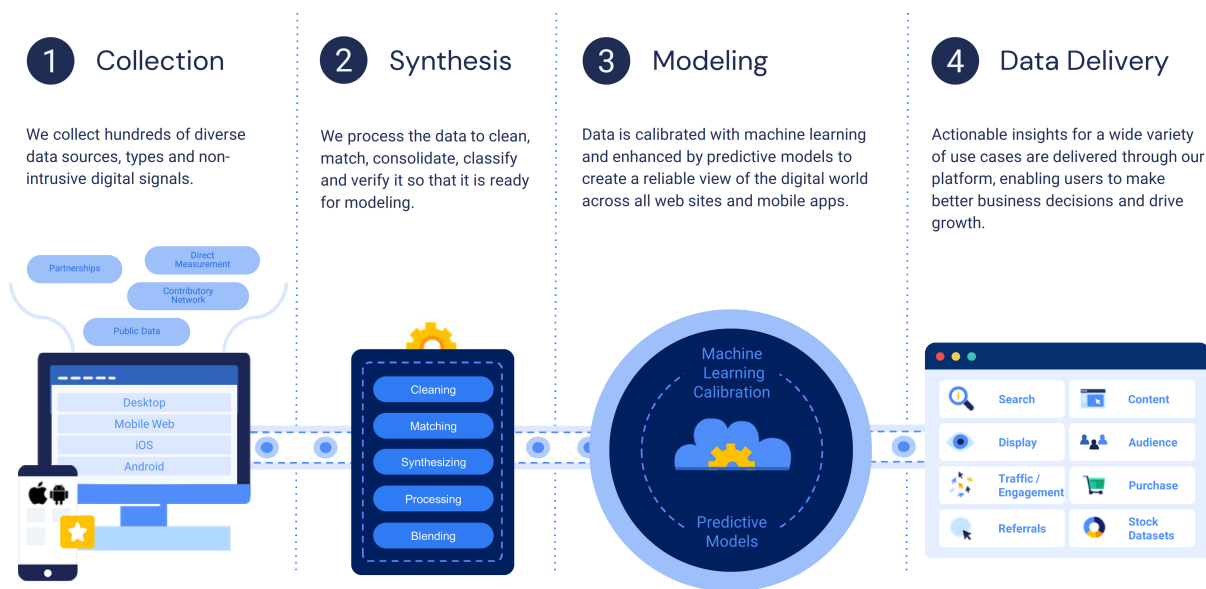 1 Collection
We collect hundreds of diverse
data sources, types and non-
intrusive digital signals.
Partnerships
Direct
Measurement
Contributory
Network
Public Data
Desktop
Mobile Web
iOS
Android
2 Synthesis
We process the data to clean,
match, consolidate, classify
and verify it so that it is ready
for modeling.
Cleaning
Matching
Synthesizing
Processing
Blending
3 Modeling
Data is calibrated with machine learning
and enhanced by predictive models to
create a reliable view of the digital world
across all web sites and mobile apps.
Machine
Learning
Calibration
Predictive
Models
4 Data Delivery
Actionable insights for a wide variety
of use cases are delivered through our
platform, enabling users to make
better business decisions and drive
growth.
Search
Content
Display
Audience
Traffic /
Engagement
Purchase
Referrals
Stock
Datasets